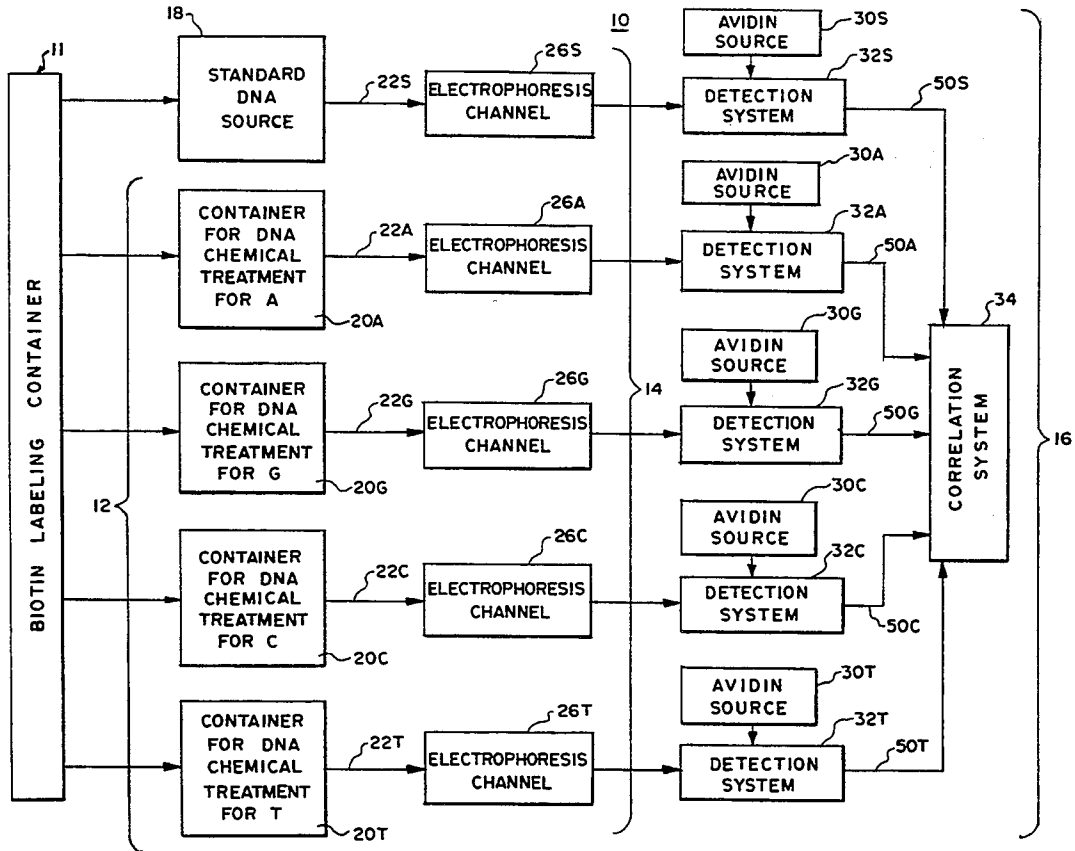 11
BIOTIN LABELING CONTAINER
18
STANDARD
DNA
SOURCE
22S
26S
ELECTROPHORESIS
CHANNEL
10
AVIDIN
SOURCE
30S
32S
DETECTION
SYSTEM
50S
12
CONTAINER
FOR DNA
CHEMICAL
TREATMENT
FOR A
20A
22A
26A
ELECTROPHORESIS
CHANNEL
AVIDIN
SOURCE
30A
32A
DETECTION
SYSTEM
50A
CONTAINER
FOR DNA
CHEMICAL
TREATMENT
FOR G
20G
22G
26G
ELECTROPHORESIS
CHANNEL
14
AVIDIN
SOURCE
30G
32G
DETECTION
SYSTEM
50G
34
CORRELATION
SYSTEM
16
CONTAINER
FOR DNA
CHEMICAL
TREATMENT
FOR C
20C
22C
26C
ELECTROPHORESIS
CHANNEL
AVIDIN
SOURCE
30C
32C
DETECTION
SYSTEM
50C
CONTAINER
FOR DNA
CHEMICAL
TREATMENT
FOR T
20T
22T
26T
ELECTROPHORESIS
CHANNEL
AVIDIN
SOURCE
30T
32T
DETECTION
SYSTEM
50T